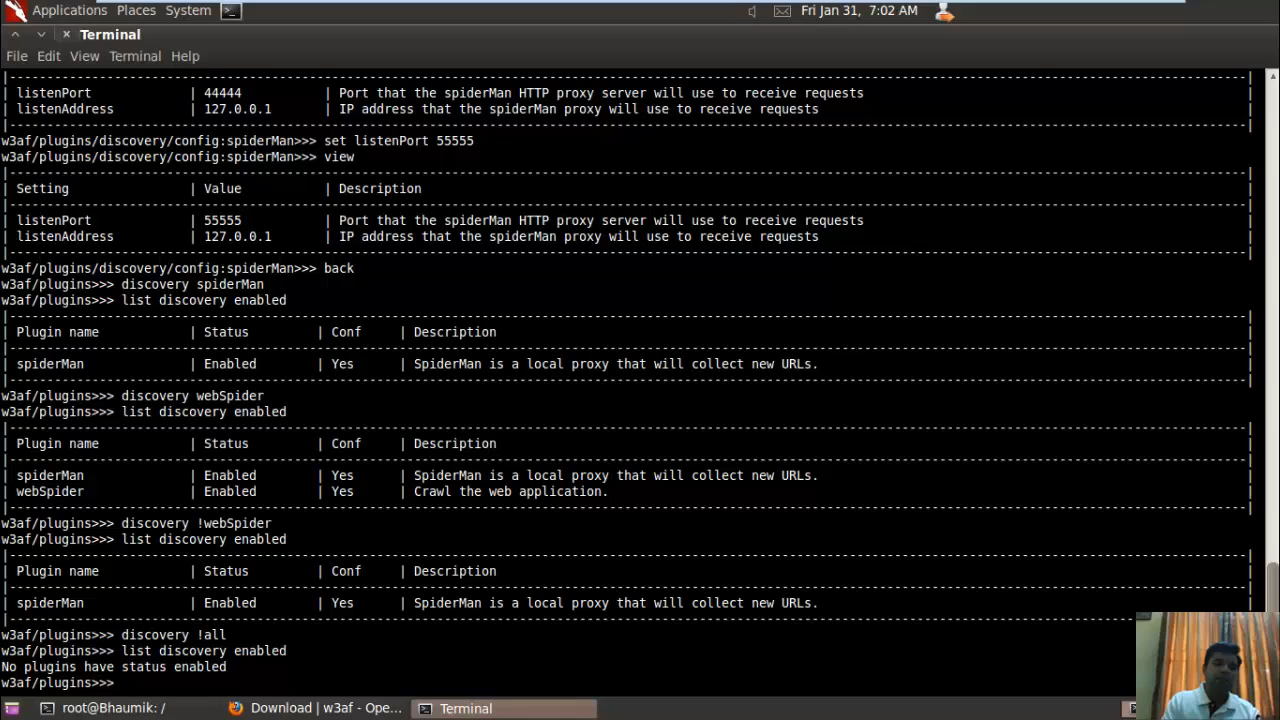 Applications Places System Fri Jan 31, 7:02 AM
Terminal
File Edit View Terminal Help
|---------------------------------------------------------------------------------------------------------------------------------------------------------------------|
| listenPort | 44444 | Port that the spiderMan HTTP proxy server will use to receive requests
| listenAddress | 127.0.0.1 | IP address that the spiderMan proxy will use to receive requests
|---------------------------------------------------------------------------------------------------------------------------------------------------------------------|
w3af/plugins/discovery/config:spiderMan>>> set listenPort 55555
w3af/plugins/discovery/config:spiderMan>>> view
|---------------------------------------------------------------------------------------------------------------------------------------------------------------------|
| Setting | Value | Description |
|---------------------------------------------------------------------------------------------------------------------------------------------------------------------|
| listenPort | 55555 | Port that the spiderMan HTTP proxy server will use to receive requests
| listenAddress | 127.0.0.1 | IP address that the spiderMan proxy will use to receive requests
|---------------------------------------------------------------------------------------------------------------------------------------------------------------------|
w3af/plugins/discovery/config:spiderMan>>> back
w3af/plugins>>> discovery spiderMan
w3af/plugins>>> list discovery enabled
|---------------------------------------------------------------------------------------------------------------------------------------------------------------------|
| Plugin name | Status | Conf | Description |
|---------------------------------------------------------------------------------------------------------------------------------------------------------------------|
| spiderMan | Enabled | Yes | SpiderMan is a local proxy that will collect new URLs. |
|---------------------------------------------------------------------------------------------------------------------------------------------------------------------|
w3af/plugins>>> discovery webSpider
w3af/plugins>>> list discovery enabled
|---------------------------------------------------------------------------------------------------------------------------------------------------------------------|
| Plugin name | Status | Conf | Description |
|---------------------------------------------------------------------------------------------------------------------------------------------------------------------|
| spiderMan | Enabled | Yes | SpiderMan is a local proxy that will collect new URLs. |
| webSpider | Enabled | Yes | Crawl the web application. |
|---------------------------------------------------------------------------------------------------------------------------------------------------------------------|
w3af/plugins>>> discovery !webSpider
w3af/plugins>>> list discovery enabled
|---------------------------------------------------------------------------------------------------------------------------------------------------------------------|
| Plugin name | Status | Conf | Description |
|---------------------------------------------------------------------------------------------------------------------------------------------------------------------|
| spiderMan | Enabled | Yes | SpiderMan is a local proxy that will collect new URLs.
|---------------------------------------------------------------------------------------------------------------------------------------------------------------------
w3af/plugins>>> discovery !all
w3af/plugins>>> list discovery enabled
No plugins have status enabled
w3af/plugins>>>
root@Bhaumik: / Download | w3af - Ope... Terminal